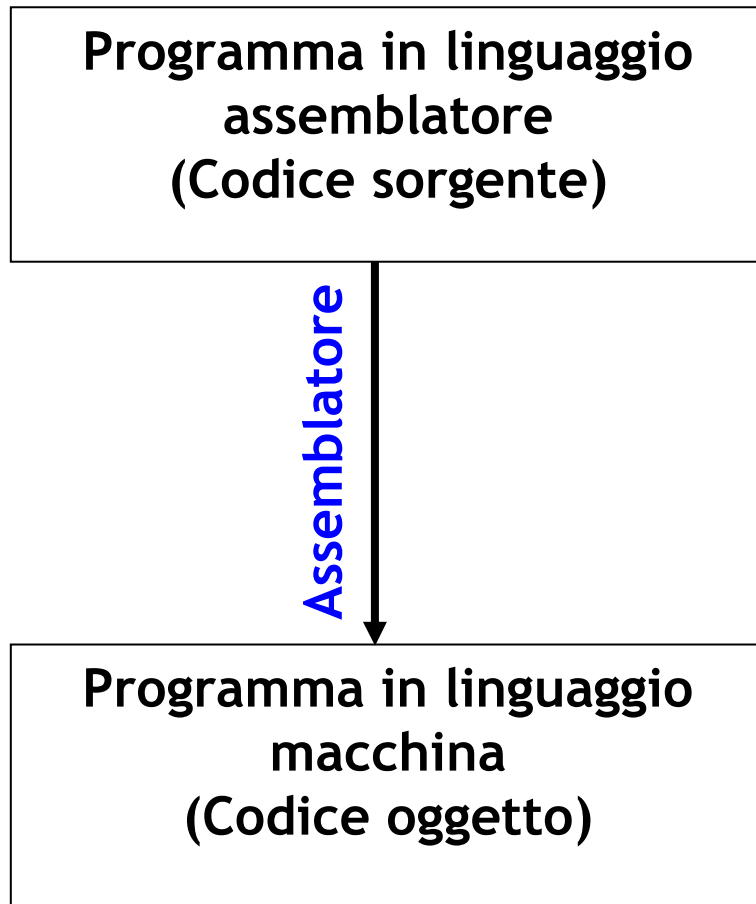 Programma in linguaggio
assemblatore
(Codice sorgente)
Assemblatore
Programma in linguaggio
macchina
(Codice oggetto)